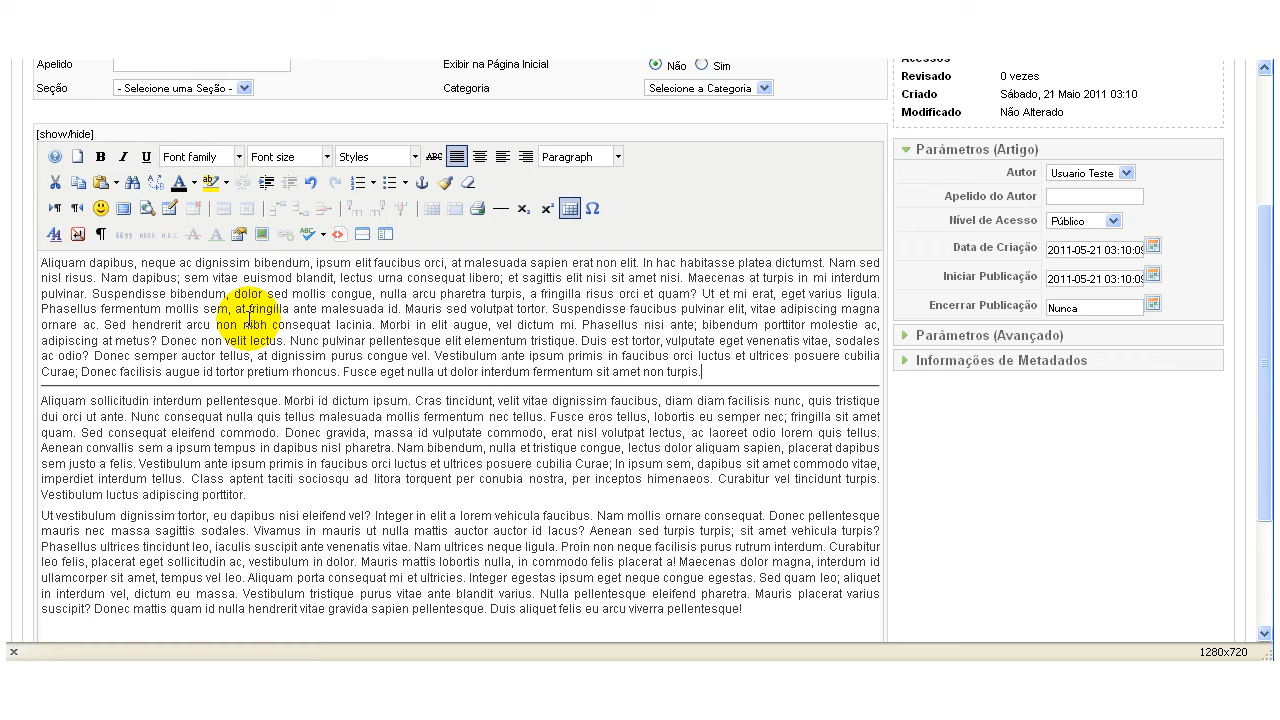 Apelido
Exibir na Página Inicial
Não
Sim
Seção
- Selecione uma Seção -
Categoria
Selecione a Categoria
[show/hide]
Font family
Font size
Styles
ABC
Paragraph
Aliquam dapibus, neque ac dignissim bibendum, ipsum elit faucibus orci, at malesuada sapien erat non elit. In hac habitasse platea dictumst. Nam sed
nisl risus. Nam dapibus; sem vitae euismod blandit, lectus urna consequat libero; et sagittis elit nisi sit amet nisi. Maecenas at turpis in mi interdum
pulvinar. Suspendisse bibendum, dolor sed mollis congue, nulla arcu pharetra turpis, a fringilla risus orci et quam? Ut et mi erat, eget varius ligula.
Phasellus fermentum mollis sem, at fringilla ante malesuada id. Mauris sed volutpat tortor. Suspendisse faucibus pulvinar elit, vitae adipiscing magna
ornare ac. Sed hendrerit arcu non nibh consequat lacinia. Morbi in elit augue, vel dictum mi. Phasellus nisi ante; bibendum porttitor molestie ac,
adipiscing at metus? Donec non velit lectus. Nunc pulvinar pellentesque elit elementum tristique. Duis est tortor, vulputate eget venenatis vitae, sodales
ac odio? Donec semper auctor tellus, at dignissim purus congue vel. Vestibulum ante ipsum primis in faucibus orci luctus et ultrices posuere cubilia
Curae; Donec facilisis augue id tortor pretium rhoncus. Fusce eget nulla ut dolor interdum fermentum sit amet non turpis.
Aliquam sollicitudin interdum pellentesque. Morbi id dictum ipsum. Cras tincidunt, velit vitae dignissim faucibus, diam diam facilisis nunc, quis tristique
dui orci ut ante. Nunc consequat nulla quis tellus malesuada mollis fermentum nec tellus. Fusce eros tellus, lobortis eu semper nec; fringilla sit amet
quam. Sed consequat eleifend commodo. Donec gravida, massa id vulputate commodo, erat nisl volutpat lectus, ac laoreet odio lorem quis tellus.
Aenean convallis sem a ipsum tempus in dapibus nisl pharetra. Nam bibendum, nulla et tristique congue, lectus dolor aliquam sapien, placerat dapibus
sem justo a felis. Vestibulum ante ipsum primis in faucibus orci luctus et ultrices posuere cubilia Curae; In ipsum sem, dapibus sit amet commodo vitae,
imperdiet interdum tellus. Class aptent taciti sociosqu ad litora torquent per conubia nostra, per inceptos himenaeos. Curabitur vel tincidunt turpis.
Vestibulum luctus adipiscing porttitor.
Ut vestibulum dignissim tortor, eu dapibus nisi eleifend vel? Integer in elit a lorem vehicula faucibus. Nam mollis ornare consequat. Donec pellentesque
mauris nec massa sagittis sodales. Vivamus in mauris ut nulla mattis auctor auctor id lacus? Aenean sed turpis turpis; sit amet vehicula turpis?
Phasellus ultrices tincidunt leo, iaculis suscipit ante venenatis vitae. Nam ultrices neque ligula. Proin non neque facilisis purus rutrum interdum. Curabitur
leo felis, placerat eget sollicitudin ac, vestibulum in dolor. Mauris mattis lobortis nulla, in commodo felis placerat a! Maecenas dolor magna, interdum id
ullamcorper sit amet, tempus vel leo. Aliquam porta consequat mi et ultricies. Integer egestas ipsum eget neque congue egestas. Sed quam leo; aliquet
in interdum vel, dictum eu massa. Vestibulum tristique purus vitae ante blandit varius. Nulla pellentesque eleifend pharetra. Mauris placerat varius
suscipit? Donec mattis quam id nulla hendrerit vitae gravida sapien pellentesque. Duis aliquet felis eu arcu viverra pellentesque!
Acessos
Revisado 0 vezes
Criado Sábado, 21 Maio 2011 03:10
Modificado Não Alterado
Parâmetros (Artigo)
Autor Usuario Teste
Apelido do Autor
Nível de Acesso Público
Data de Criação 2011-05-21 03:10:09
Iniciar Publicação 2011-05-21 03:10:09
Encerrar Publicação Nunca
Parâmetros (Avançado)
Informações de Metadados
1280x720